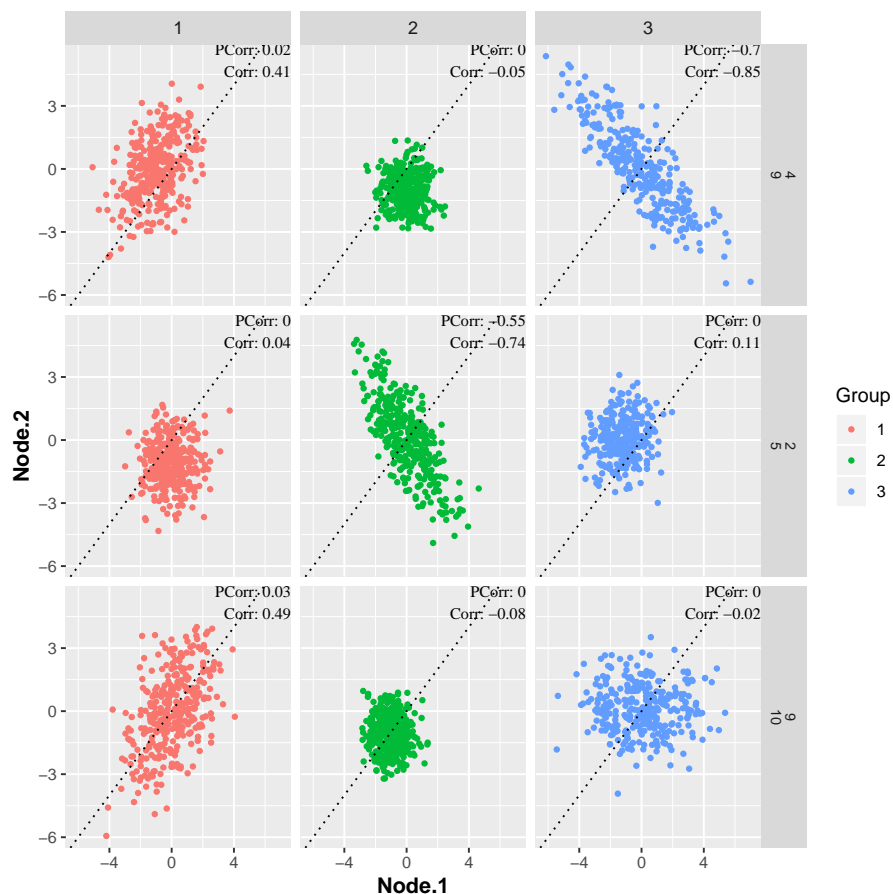 1
2
3
PCorr: 0.02
Corr: 0.41
PCorr: 0
Corr: −0.05
PCorr: −0.7
Corr: −0.85
4
9
3
0
−3
−6
PCorr: 0
Corr: 0.04
PCorr: −0.55
Corr: −0.74
PCorr: 0
Corr: 0.11
2
5
3
0
−3
−6
PCorr: 0.03
Corr: 0.49
PCorr: 0
Corr: −0.08
PCorr: 0
Corr: −0.02
9
10
3
0
−3
−6
−4 0 4
−4 0 4
−4 0 4
Node.1
Node.2
Group
1
2
3